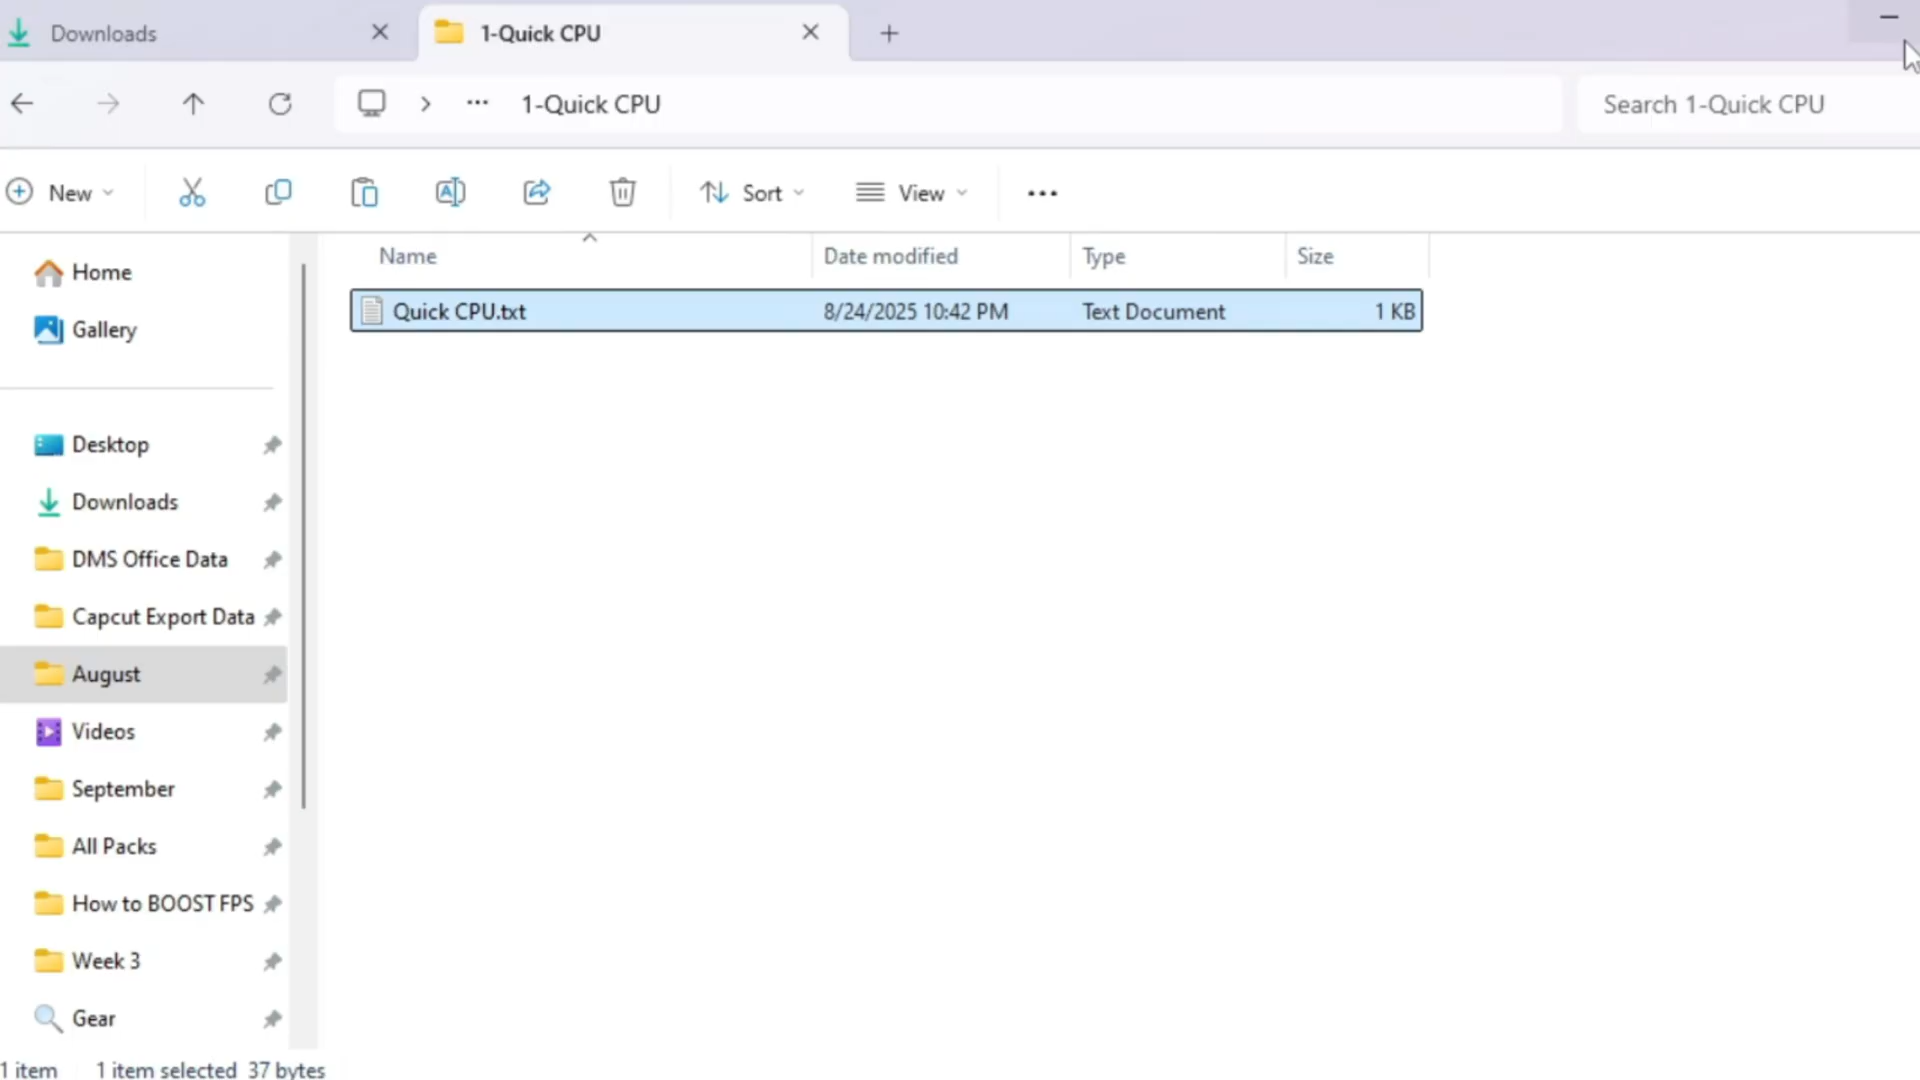 Downloads
1-Quick CPU
1-Quick CPU
Search 1-Quick CPU
New
Sort
View
Name
Date modified
Type
Size
Quick CPU.txt
8/24/2025 10:42 PM
Text Document
1 KB
Home
Gallery
Desktop
Downloads
DMS Office Data
Capcut Export Data
August
Videos
September
All Packs
How to BOOST FPS
Week 3
Gear
1 item
1 item selected 37 bytes